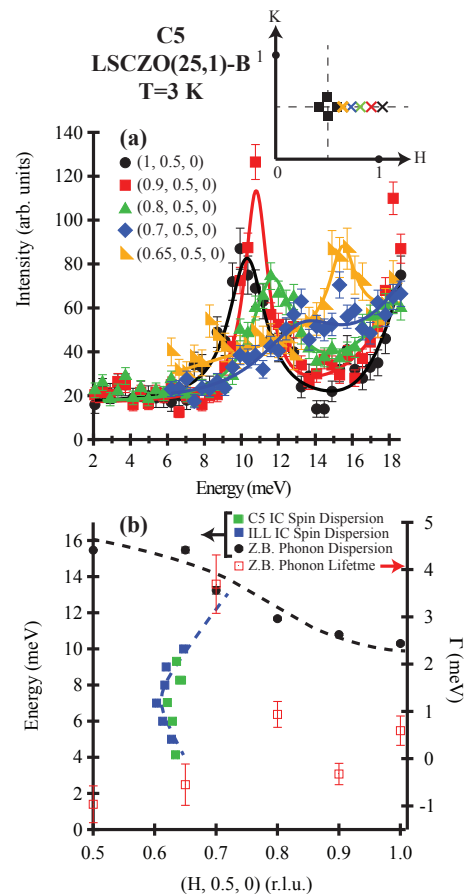 C5
LSCZO(25,1)-B
T=3 K
K
1
0
1
H
(a)
(1, 0.5, 0)
(0.9, 0.5, 0)
(0.8, 0.5, 0)
(0.7, 0.5, 0)
(0.65, 0.5, 0)
Intensity (arb. units)
140
120
100
80
60
40
20
0
2
4
6
8
10
12
14
16
18
Energy (meV)
(b)
C5 IC Spin Dispersion
ILL IC Spin Dispersion
Z.B. Phonon Dispersion
Z.B. Phonon Lifetme
Energy (meV)
16
14
12
10
8
6
4
2
0
5
4
3
2
1
0
-1
Γ (meV)
0.5
0.6
0.7
0.8
0.9
1.0
(H, 0.5, 0) (r.l.u.)